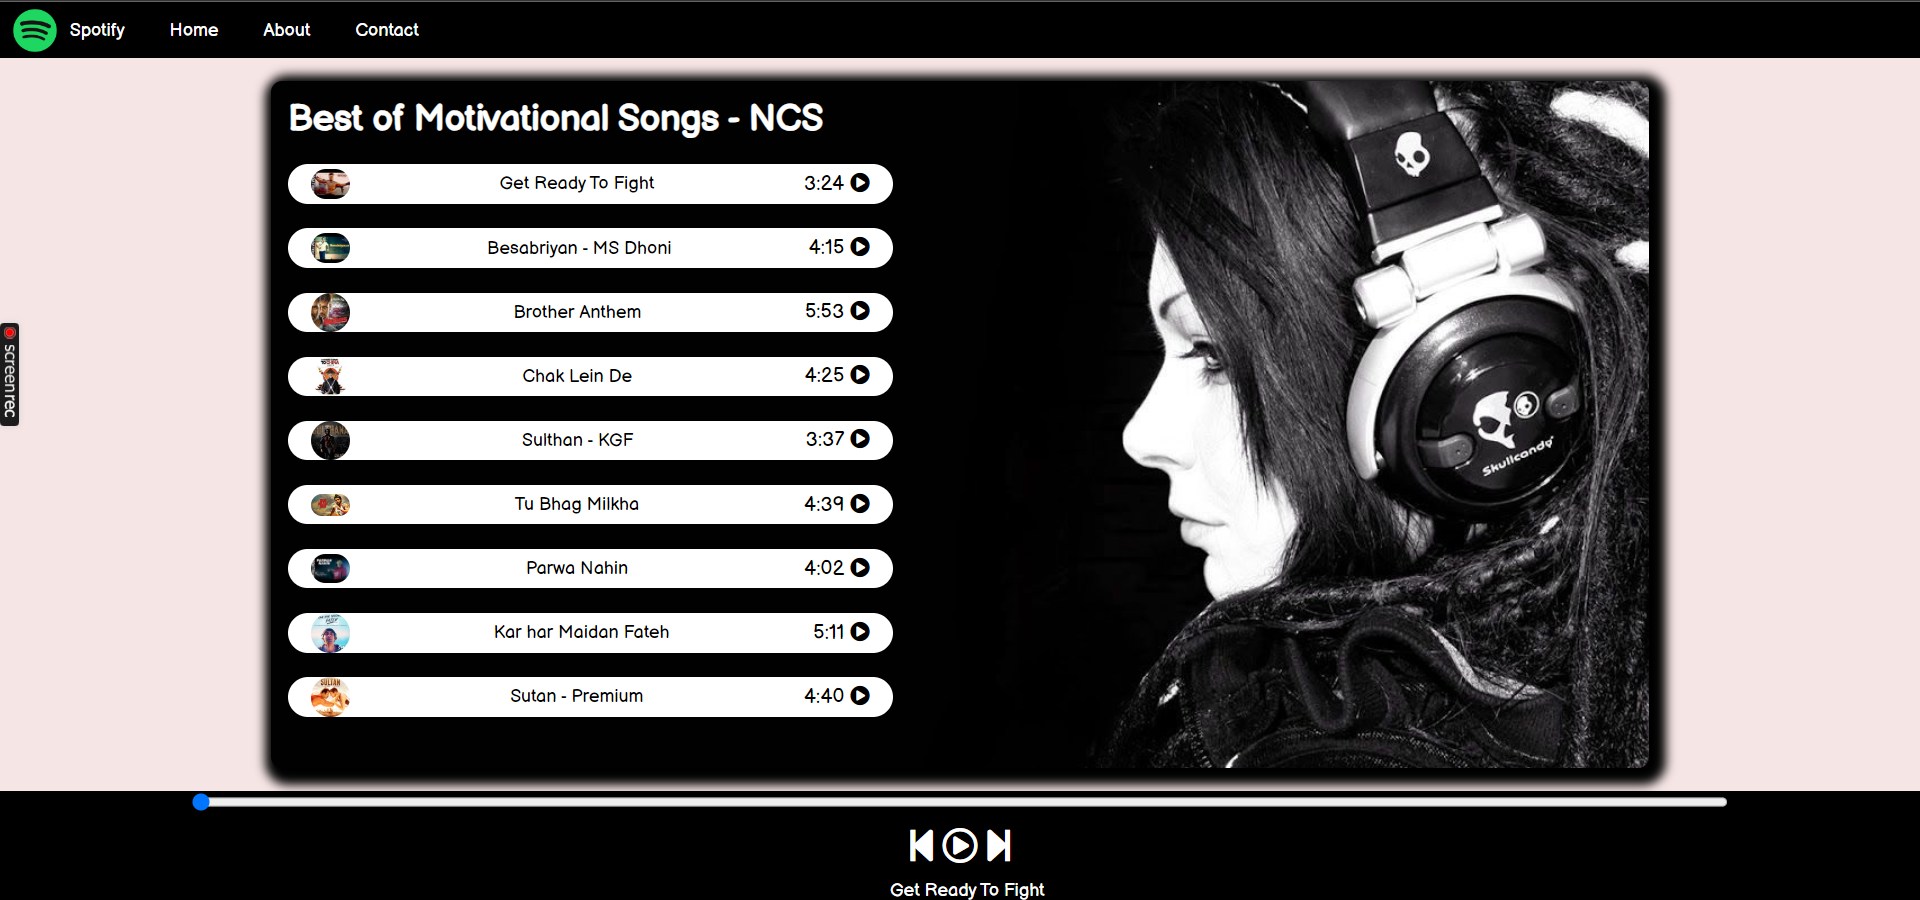 Spotify Home About Contact
Best of Motivational Songs - NCS
Get Ready To Fight 3:24
Besabriyan - MS Dhoni 4:15
Brother Anthem 5:53
Chak Lein De 4:25
Sulthan - KGF 3:37
Tu Bhag Milkha 4:39
Parwa Nahin 4:02
Kar har Maidan Fateh 5:11
SULTAN
Sutan - Premium 4:40
Skullcandy
screenrec
Get Ready To Fight